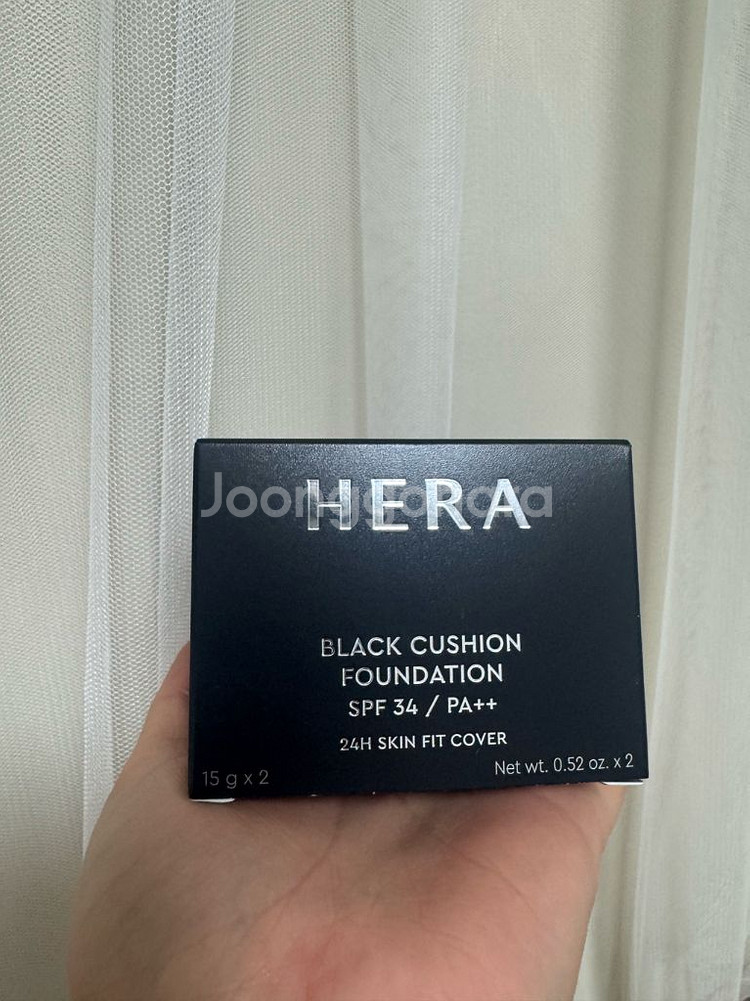 Joonggonara
HERA
BLACK CUSHION
FOUNDATION
SPF 34 / PA++
24H SKIN FIT COVER
15 g x 2
Net wt. 0.52 oz. x 2